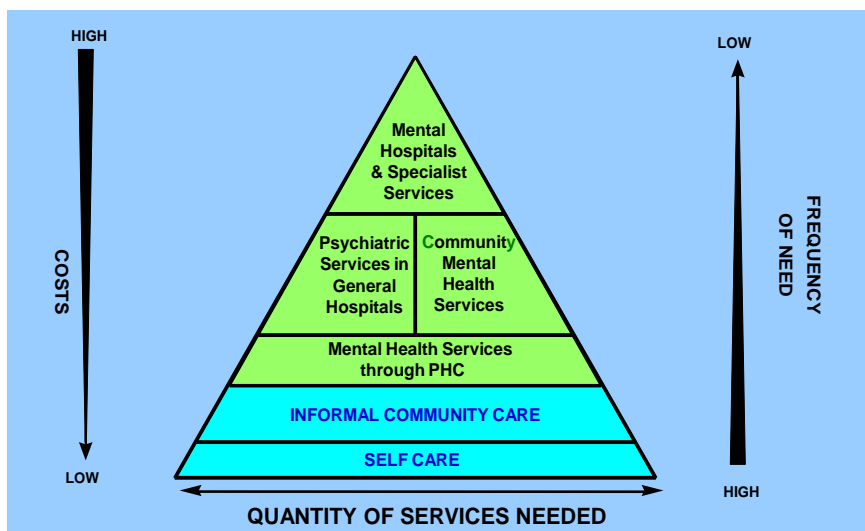 HIGH
LOW
Mental
Hospitals
& Specialist
Services
Psychiatric
Services in
General
Hospitals
Community
Mental
Health
Services
Mental Health Services
through PHC
INFORMAL COMMUNITY CARE
SELF CARE
COSTS
FREQUENCY
OF NEED
LOW
HIGH
QUANTITY OF SERVICES NEEDED